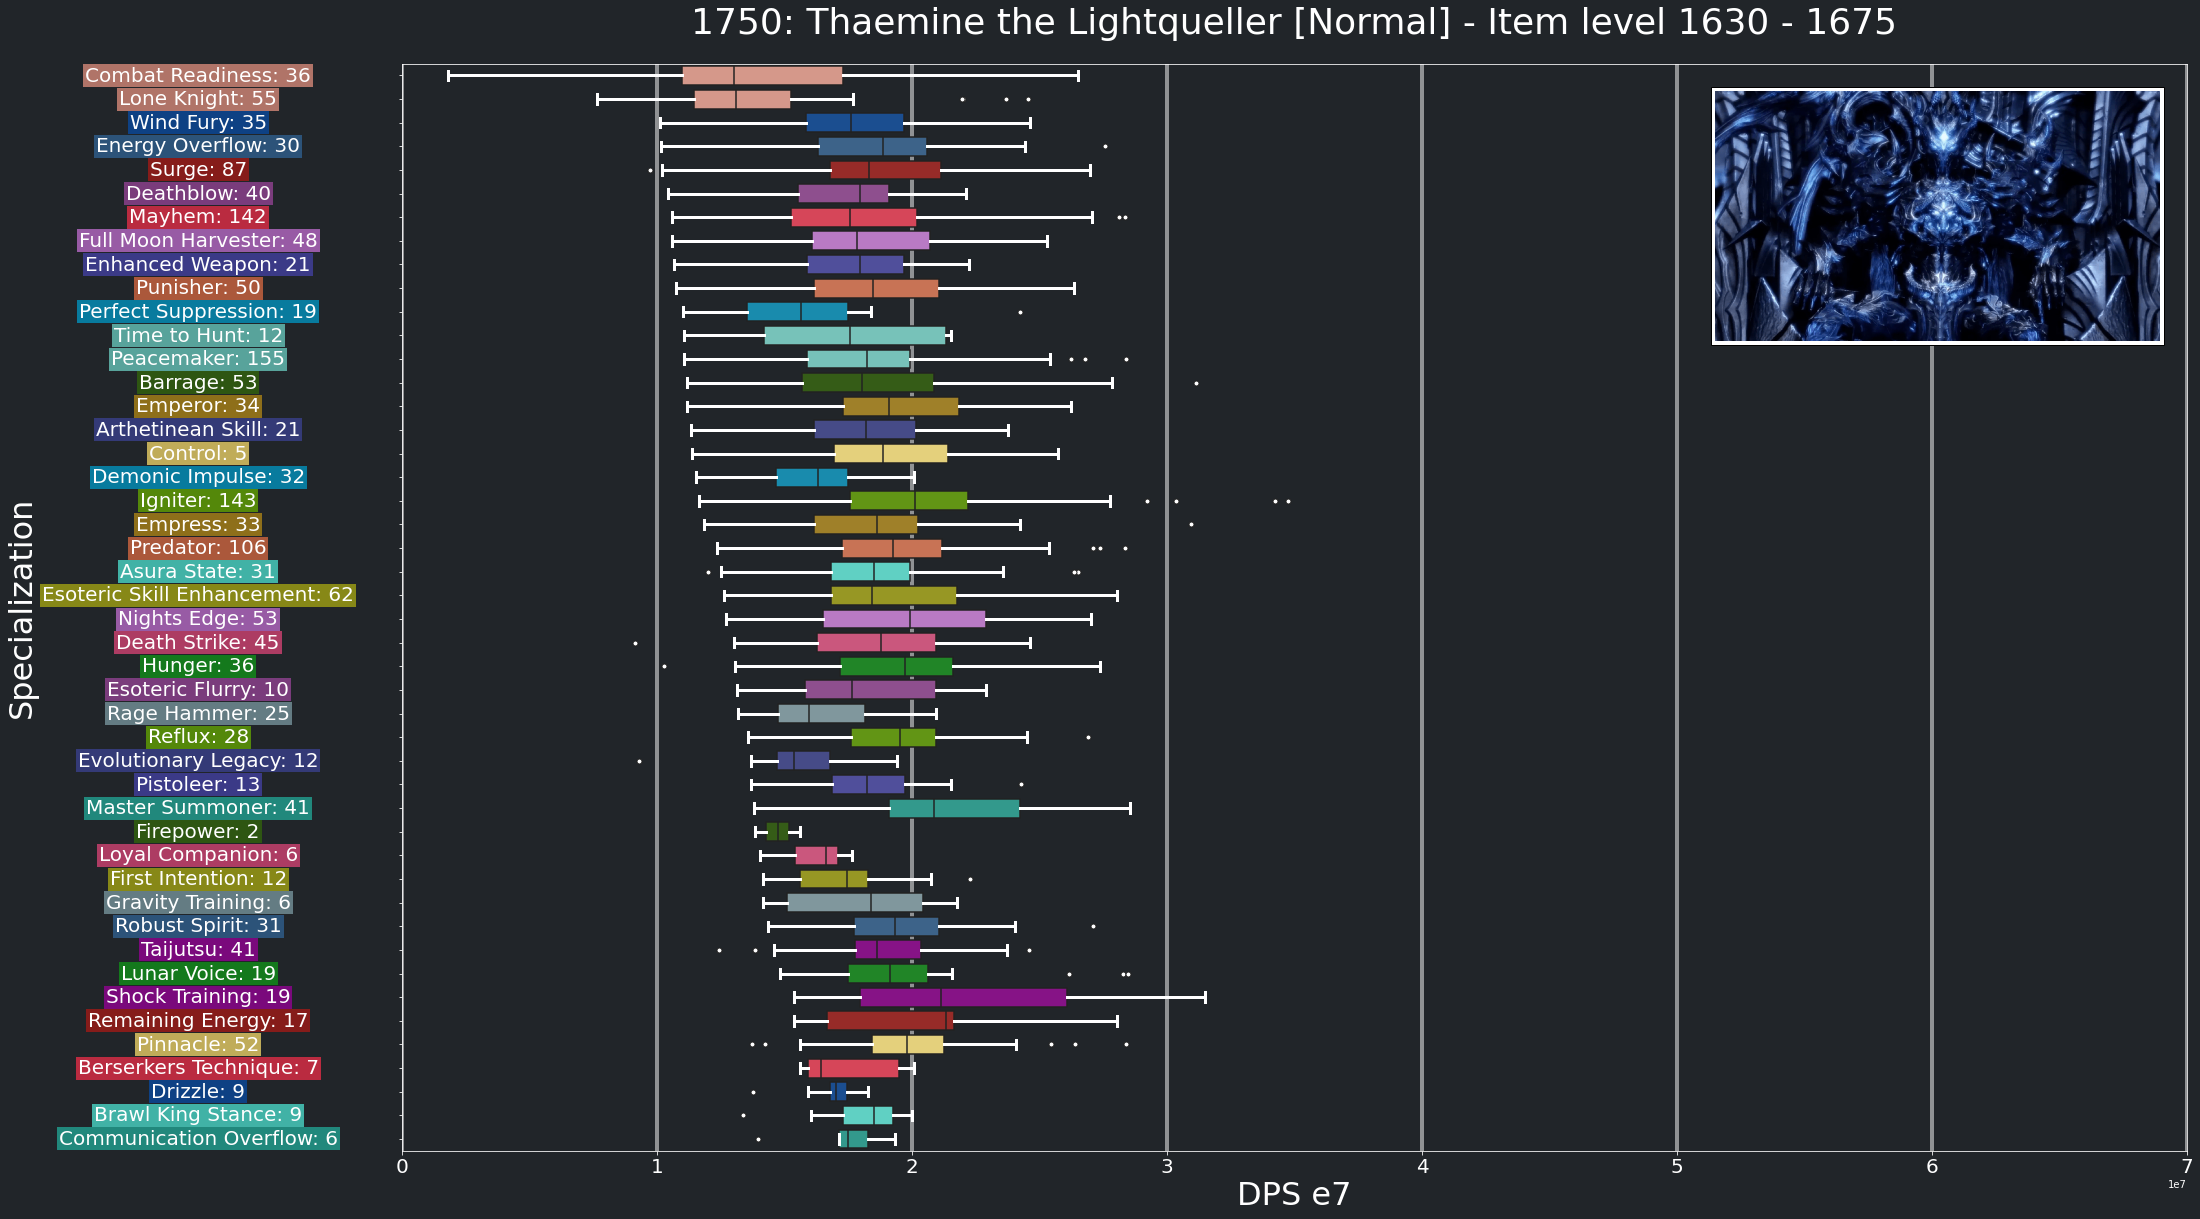 1750: Thaemine the Lightqueller [Normal] - Item level 1630 - 1675
Combat Readiness: 36
Lone Knight: 55
Wind Fury: 35
Energy Overflow: 30
Surge: 87
Deathblow: 40
Mayhem: 142
Full Moon Harvester: 48
Enhanced Weapon: 21
Punisher: 50
Perfect Suppression: 19
Time to Hunt: 12
Peacemaker: 155
Barrage: 53
Emperor: 34
Arthetinean Skill: 21
Control: 5
Demonic Impulse: 32
Igniter: 143
Empress: 33
Predator: 106
Asura State: 31
Esoteric Skill Enhancement: 62
Nights Edge: 53
Death Strike: 45
Hunger: 36
Esoteric Flurry: 10
Rage Hammer: 25
Reflux: 28
Evolutionary Legacy: 12
Pistoleer: 13
Master Summoner: 41
Firepower: 2
Loyal Companion: 6
First Intention: 12
Gravity Training: 6
Robust Spirit: 31
Taijutsu: 41
Lunar Voice: 19
Shock Training: 19
Remaining Energy: 17
Pinnacle: 52
Berserkers Technique: 7
Drizzle: 9
Brawl King Stance: 9
Communication Overflow: 6
Specialization
0 1 2 3 4 5 6 7
1e7
DPS e7